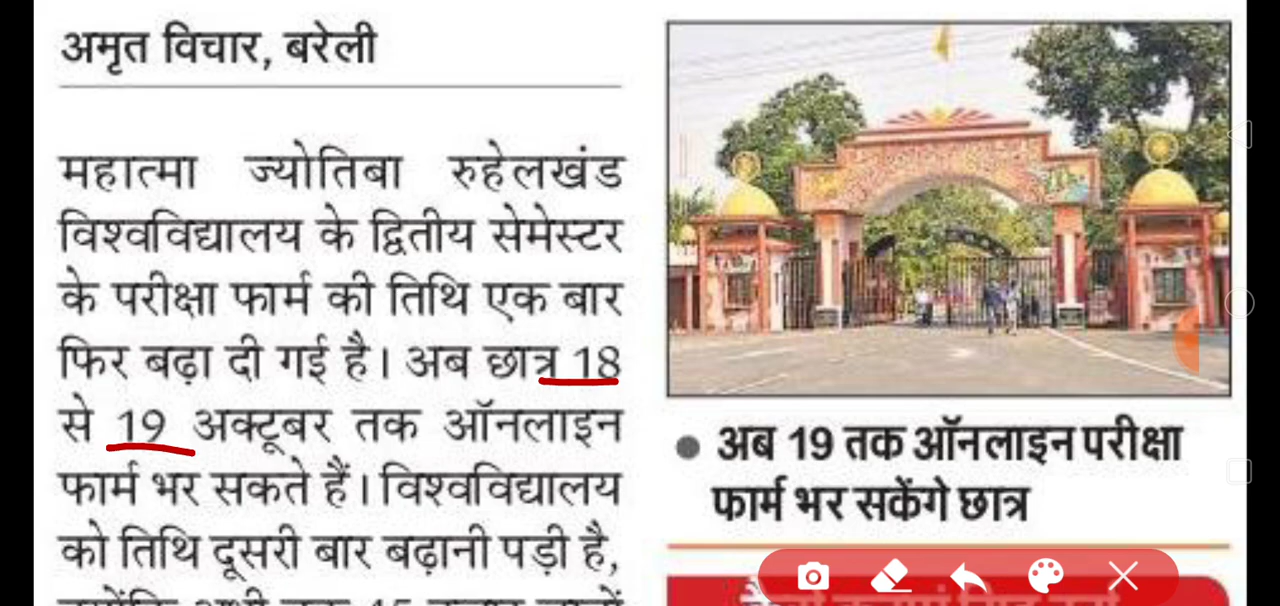 अमृत विचार, बरेली
महात्मा ज्योतिबा रुहेलखंड
विश्वविद्यालय के द्वितीय सेमेस्टर
के परीक्षा फार्म की तिथि एक बार
फिर बढ़ा दी गई है। अब छात्र 18
से 19 अक्टूबर तक ऑनलाइन
फार्म भर सकते हैं। विश्वविद्यालय
को तिथि दूसरी बार बढ़ानी पड़ी है,
● अब 19 तक ऑनलाइन परीक्षा
फार्म भर सकेंगे छात्र